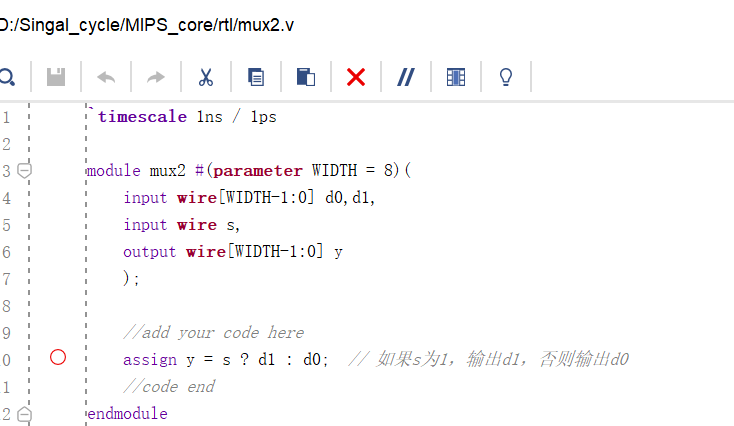 D:/Singal_cycle/MIPS_core/rtl/mux2.v
1 `timescale 1ns / 1ps
2
3 module mux2 #(parameter WIDTH = 8)(
4 input wire[WIDTH-1:0] d0,d1,
5 input wire s,
6 output wire[WIDTH-1:0] y
7 );
8
9 //add your code here
0 assign y = s ? d1 : d0; // 如果s为1，输出d1，否则输出d0
1 //code end
2 endmodule